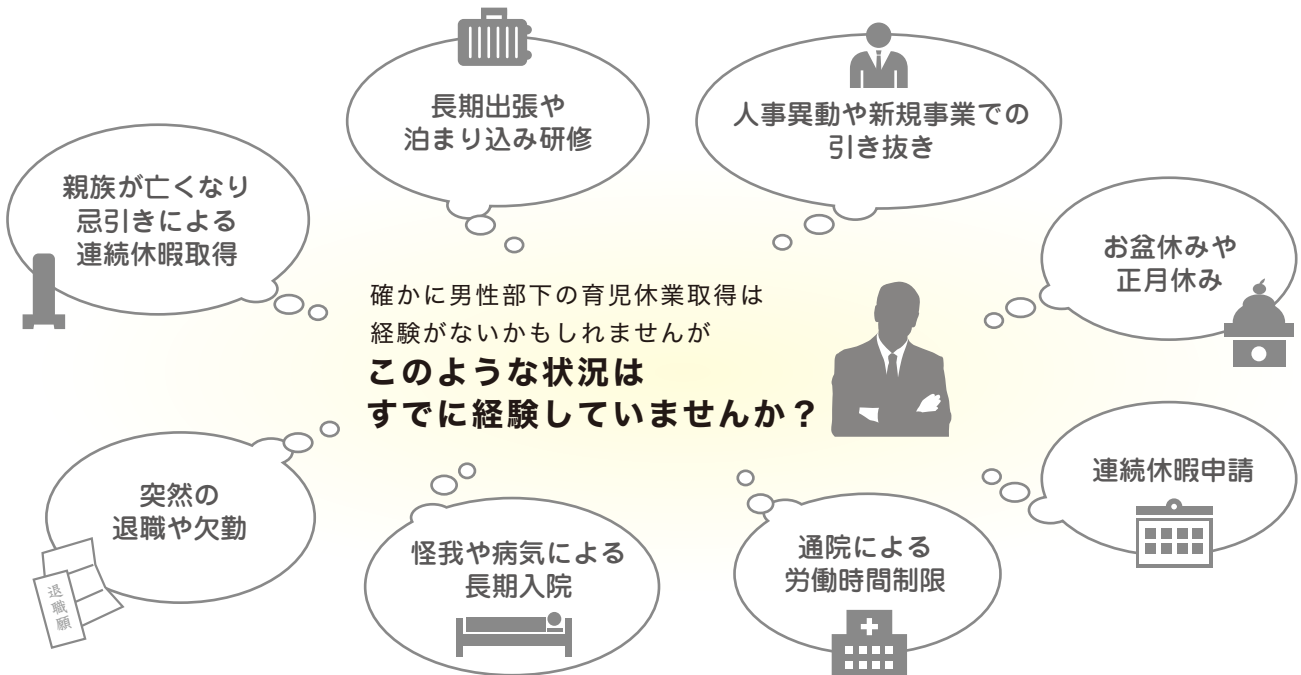 長期出張や
泊まり込み研修
人事異動や新規事業での
引き抜き
親族が亡くなり
忌引きによる
連続休暇取得
お盆休みや
正月休み
確かに男性部下の育児休業取得は
経験がないかもしれませんが
このような状況は
すでに経験していませんか？
突然の
退職や欠勤
退職願
怪我や病気による
長期入院
通院による
労働時間制限
連続休暇申請